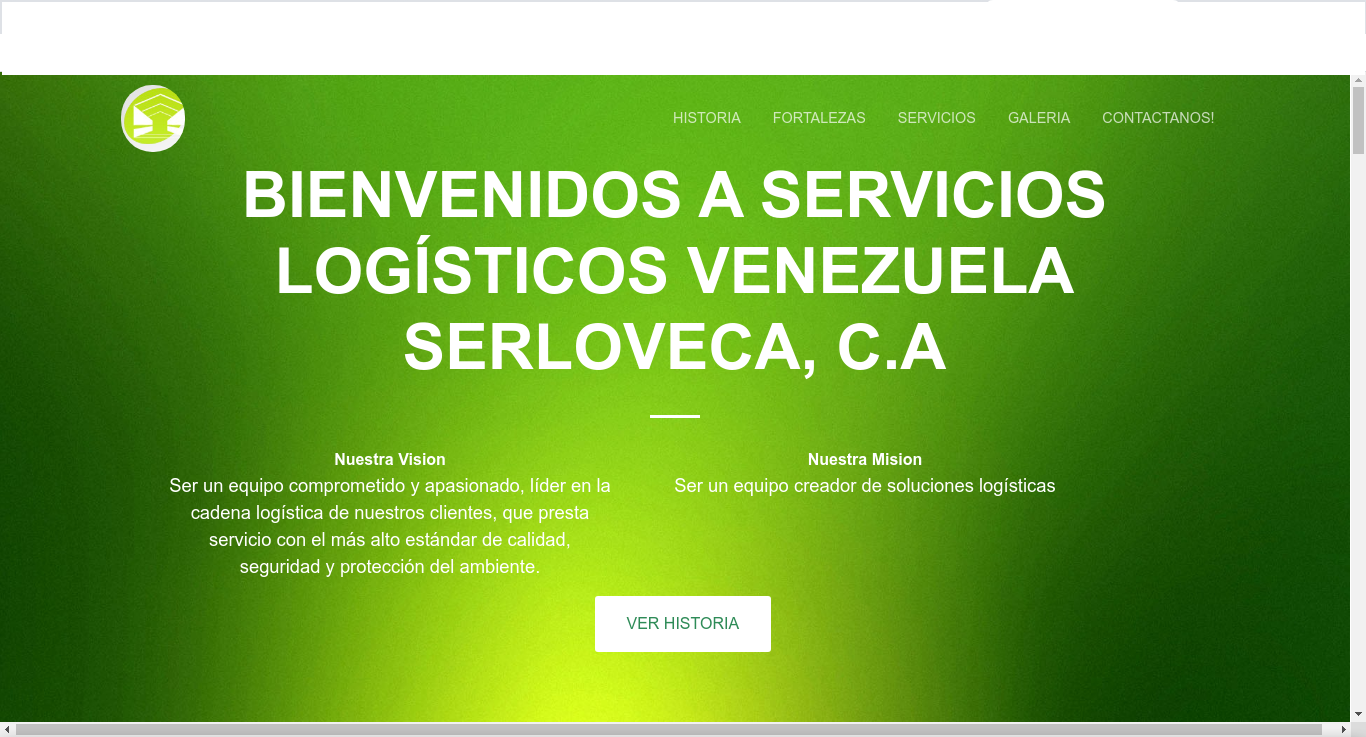 HISTORIA FORTALEZAS SERVICIOS GALERIA CONTACTANOS!
BIENVENIDOS A SERVICIOS
LOGÍSTICOS VENEZUELA
SERLOVECA, C.A
Nuestra Vision
Ser un equipo comprometido y apasionado, líder en la
cadena logística de nuestros clientes, que presta
servicio con el más alto estándar de calidad,
seguridad y protección del ambiente.
Nuestra Mision
Ser un equipo creador de soluciones logísticas
VER HISTORIA